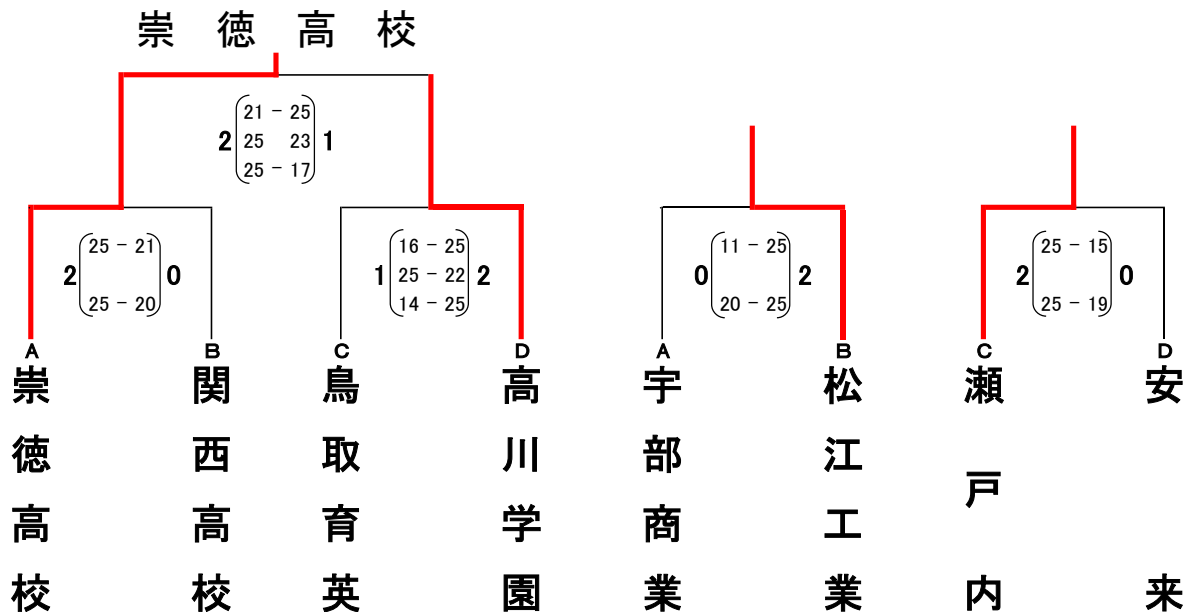 崇徳高校
21 - 25
2 25 23 1
25 - 17
25 - 21
2 0
25 - 20
16 - 25
1 25 - 22 2
14 - 25
11 - 25
0 2
20 - 25
25 - 15
2 0
25 - 19
A
B
C
D
A
B
C
D
崇徳高校
関西高校
鳥取育英
高川学園
宇部商業
松江工業
瀬戸内
安来